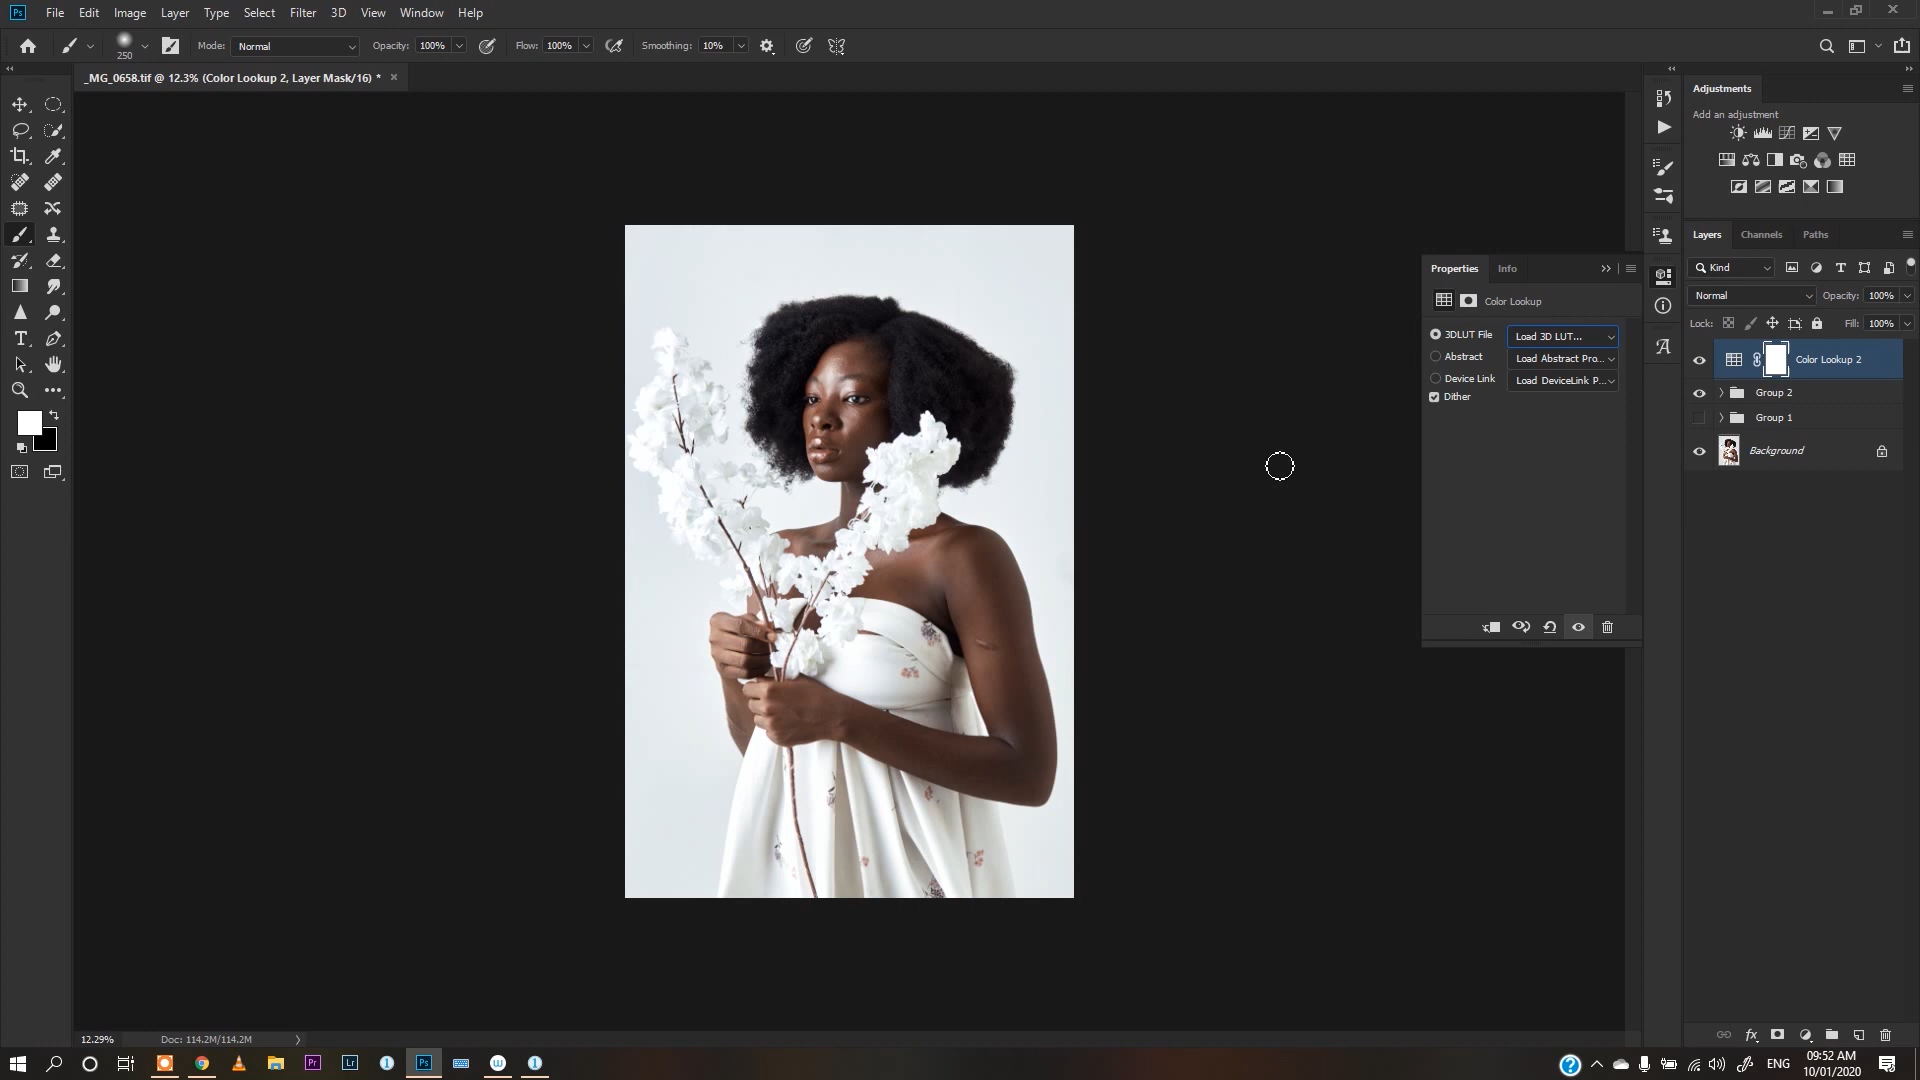 Ps File Edit Image Layer Type Select Filter 3D View Window Help
250 Mode: Normal Opacity: 100% Flow: 100% Smoothing: 10%
_MG_0658.tif @ 12.3% (Color Lookup 2, Layer Mask/16) * ×
Adjustments
Add an adjustment
Layers Channels Paths
Kind
Normal Opacity: 100%
Lock: Fill: 100%
Color Lookup 2
Group 2
Group 1
Background
Properties Info
Color Lookup
3DLUT File Load 3D LUT...
Abstract Load Abstract Pro...
Device Link Load DeviceLink P...
Dither
12.29% Doc: 114.2M/114.2M
Pr Lr Ps ENG 09:52 AM
10/01/2020